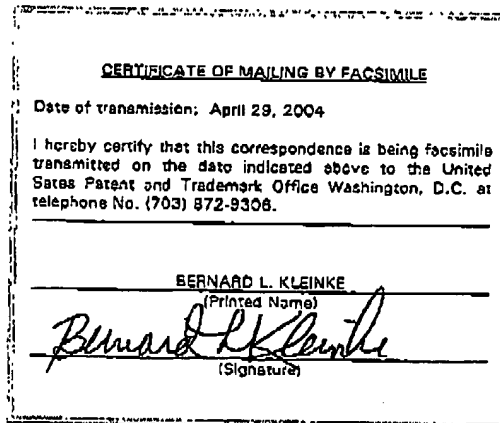 CERTIFICATE OF MAILING BY FACSIMILE
Date of transmission: April 29, 2004
I hereby certify that this correspondence is being facsimile
transmitted on the date indicated above to the United
Sates Patent and Trademark Office Washington, D.C. at
telephone No. (703) 872-9306.
BERNARD L. KLEINKE
(Printed Name)
Bernard L Kleinke
(Signature)